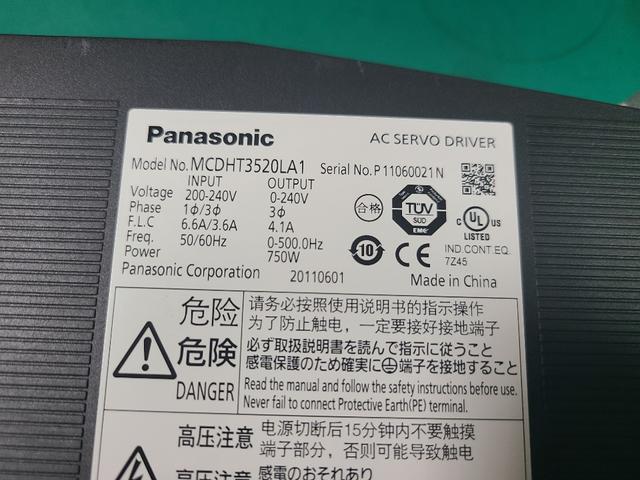 Panasonic AC SERVO DRIVER
Model No. MCDHT3520LA1 Serial No. P11060021N
INPUT OUTPUT
Voltage 200-240V 0-240V
Phase 1ϕ/3ϕ 3ϕ
F.L.C 6.6A/3.6A 4.1A
Freq. 50/60Hz 0-500.0Hz
Power 750W
Panasonic Corporation 20110601 Made in China
合格
TÜV
SÜD
EMC
10
CE
C UL US
LISTED
IND.CONT.EQ.
7Z45
危险
请务必按照使用说明书的指示操作
为了防止触电，一定要接好接地端子
危険
必ず取扱説明書を読んで指示に従うこと
感電保護のため確実に⏚端子を接地すること
DANGER
Read the manual and follow the safety instructions before use.
Never fail to connect Protective Earth(PE) terminal.
高压注意
电源切断后15分钟内不要触摸
端子部分，否则可能导致触电
高圧注意
感電のおそれあり